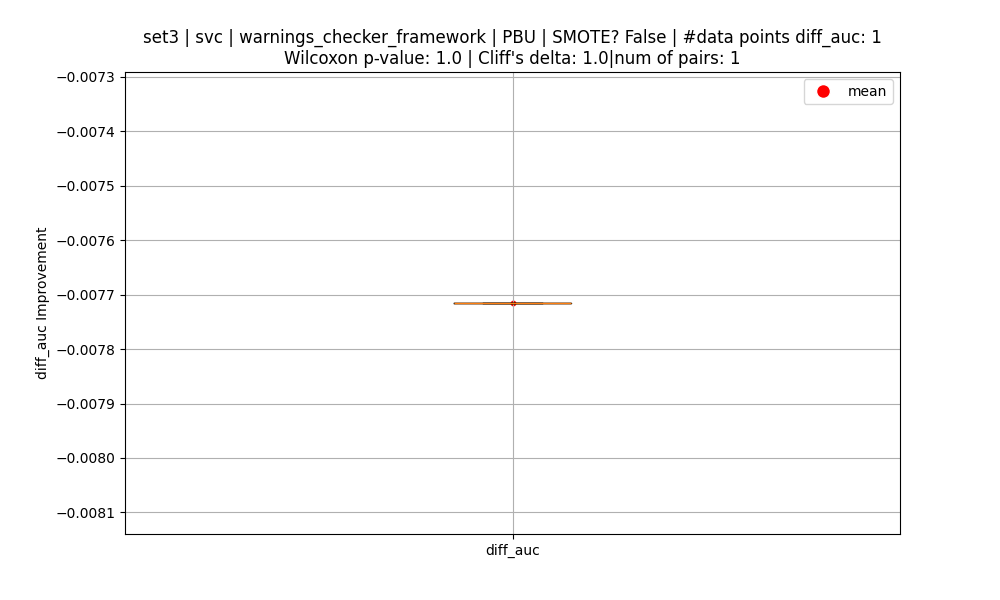 set3 | svc | warnings_checker_framework | PBU | SMOTE? False | #data points diff_auc: 1
Wilcoxon p-value: 1.0 | Cliff's delta: 1.0|num of pairs: 1
mean
−0.0073
−0.0074
−0.0075
−0.0076
−0.0077
−0.0078
−0.0079
−0.0080
−0.0081
diff_auc Improvement
diff_auc